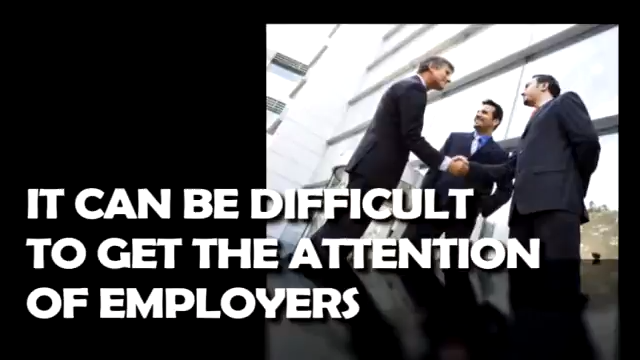 IT CAN BE DIFFICULT
TO GET THE ATTENTION
OF EMPLOYERS